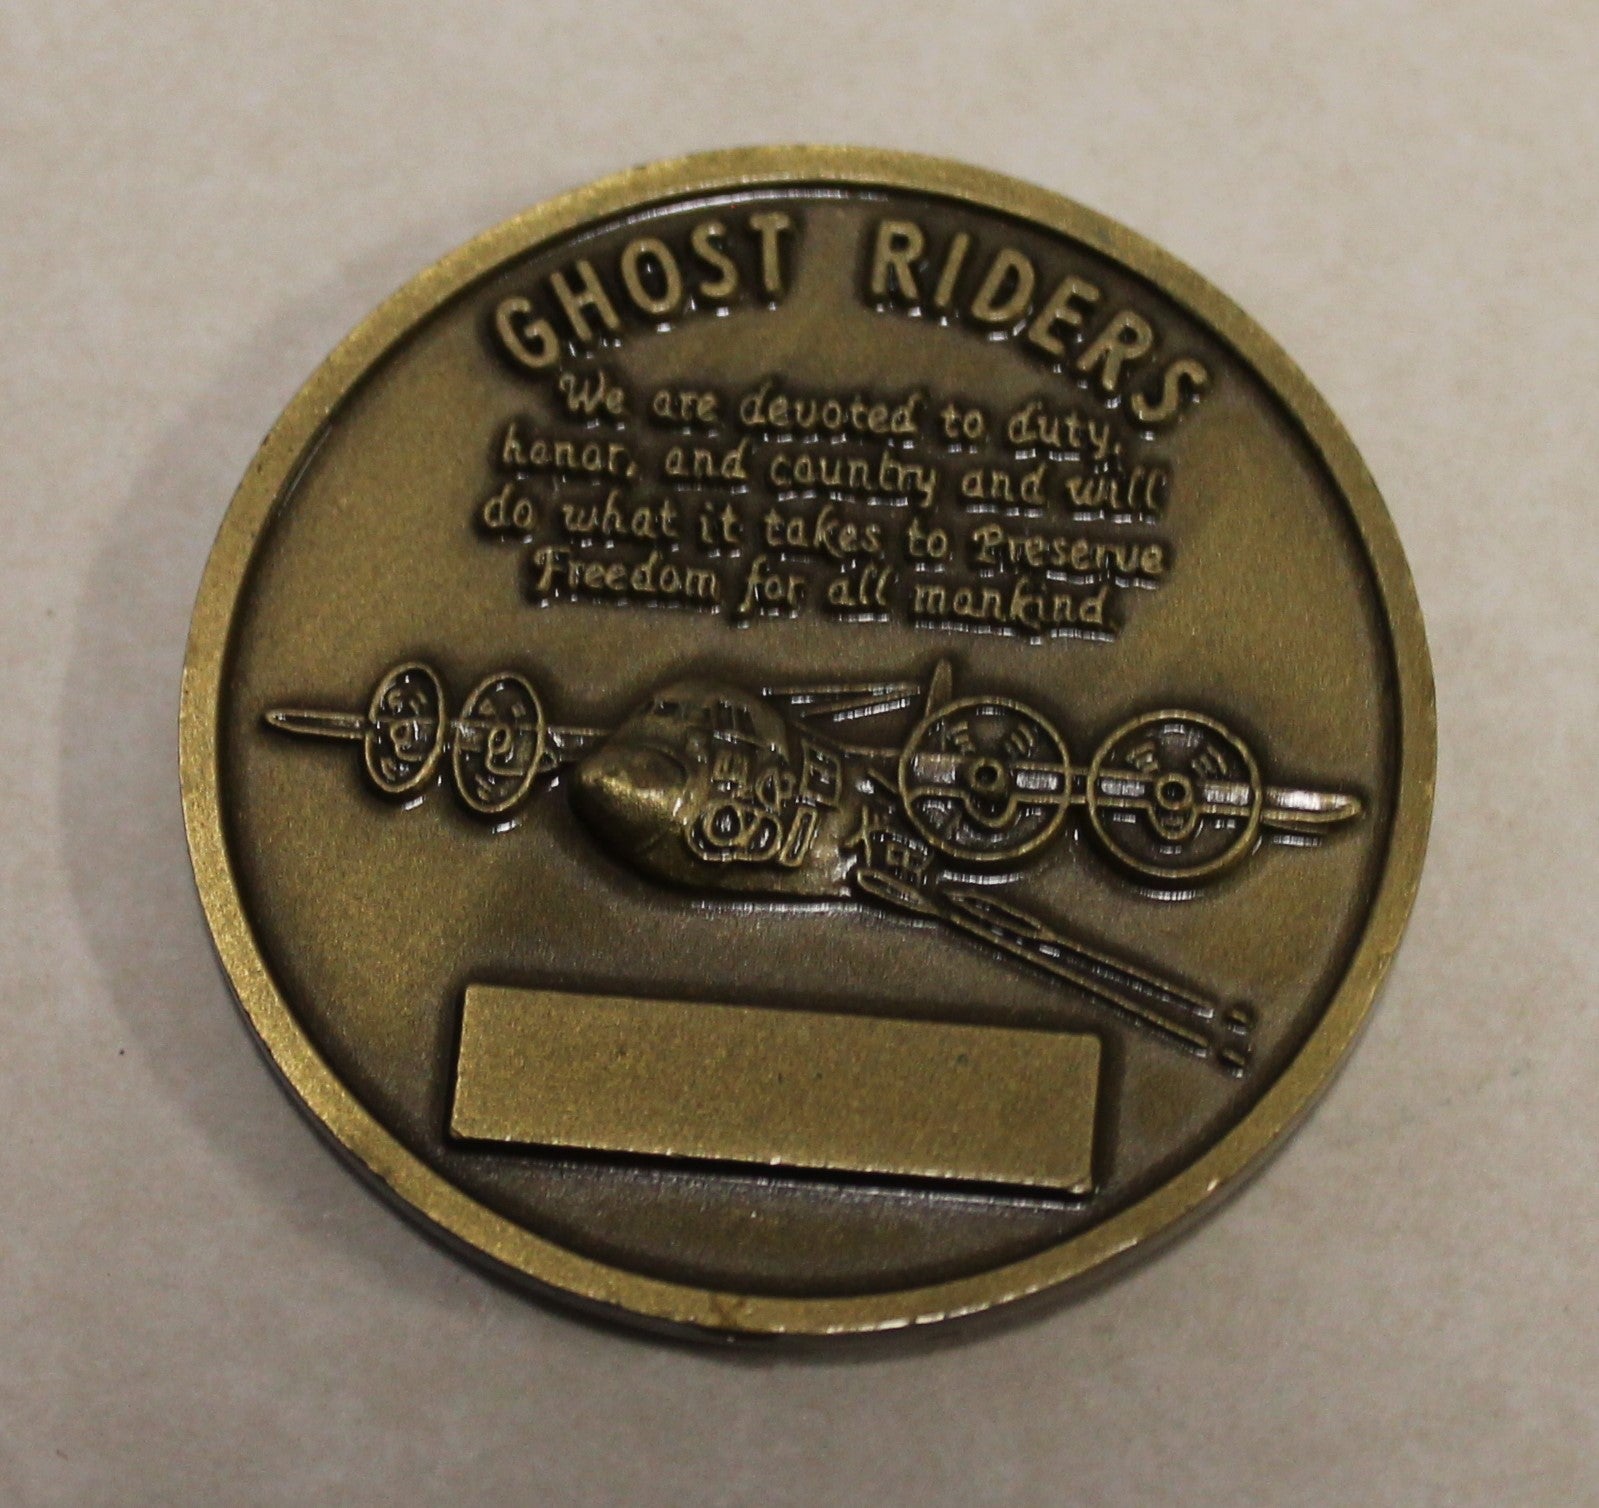 GHOST RIDERS
We are devoted to duty,
honor, and country and will
do what it takes to Preserve
Freedom for all mankind.